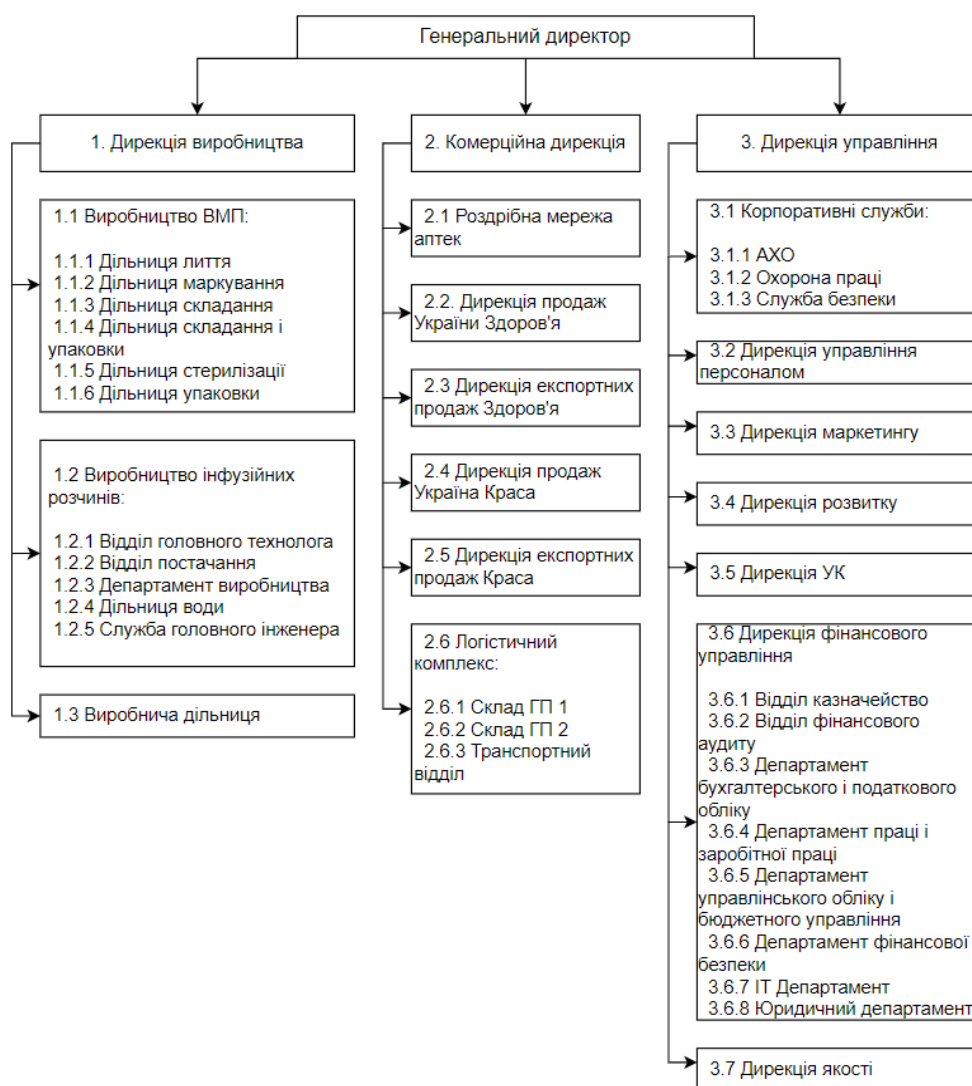 Генеральний директор
1. Дирекція виробництва
1.1 Виробництво ВМП:
1.1.1 Дільниця лиття
1.1.2 Дільниця маркування
1.1.3 Дільниця складання
1.1.4 Дільниця складання і
упаковки
1.1.5 Дільниця стерилізації
1.1.6 Дільниця упаковки
1.2 Виробництво інфузійних
розчинів:
1.2.1 Відділ головного технолога
1.2.2 Відділ постачання
1.2.3 Департамент виробництва
1.2.4 Дільниця води
1.2.5 Служба головного інженера
1.3 Виробнича дільниця
2. Комерційна дирекція
2.1 Роздрібна мережа
аптек
2.2. Дирекція продаж
України Здоров'я
2.3 Дирекція експортних
продаж Здоров'я
2.4 Дирекція продаж
Україна Краса
2.5 Дирекція експортних
продаж Краса
2.6 Логістичний
комплекс:
2.6.1 Склад ГП 1
2.6.2 Склад ГП 2
2.6.3 Транспортний
відділ
3. Дирекція управління
3.1 Корпоративні служби:
3.1.1 АХО
3.1.2 Охорона праці
3.1.3 Служба безпеки
3.2 Дирекція управління
персоналом
3.3 Дирекція маркетингу
3.4 Дирекція розвитку
3.5 Дирекція УК
3.6 Дирекція фінансового
управління
3.6.1 Відділ казначейство
3.6.2 Відділ фінансового
аудиту
3.6.3 Департамент
бухгалтерського і податкового
обліку
3.6.4 Департамент праці і
заробітної праці
3.6.5 Департамент
управлінського обліку і
бюджетного управління
3.6.6 Департамент фінансової
безпеки
3.6.7 ІТ Департамент
3.6.8 Юридичний департамент
3.7 Дирекція якості